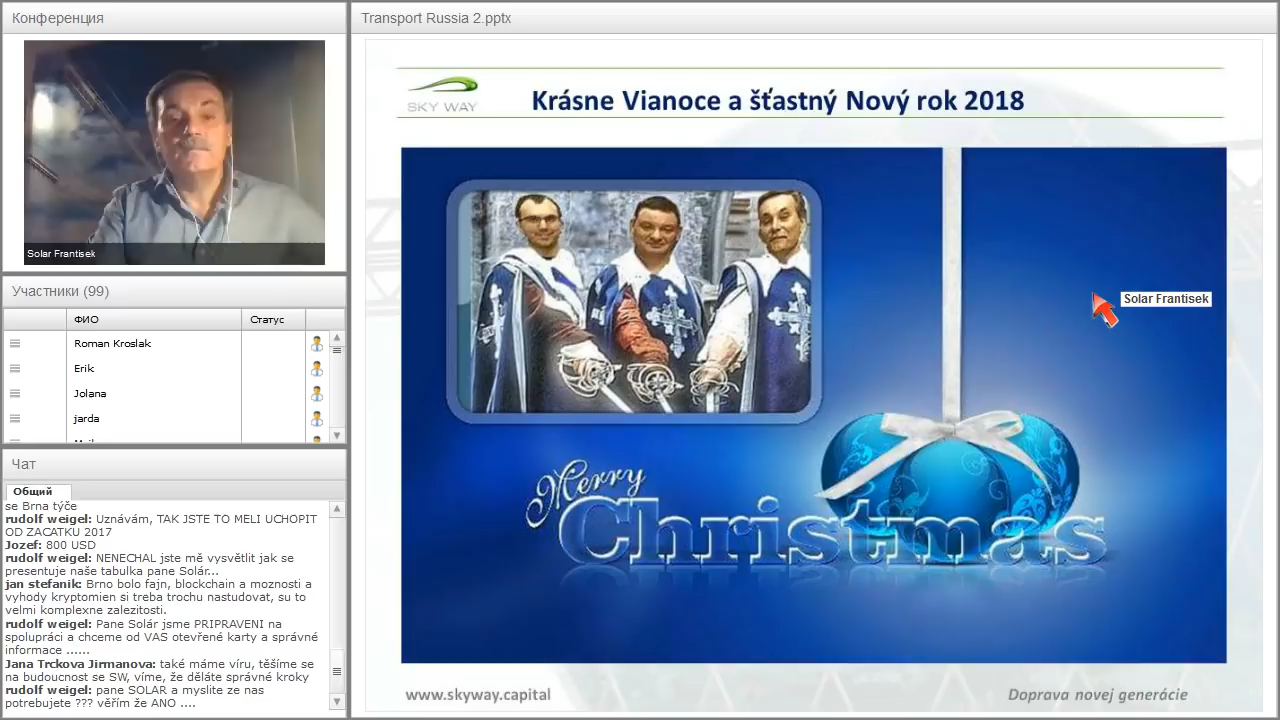 Конференция
Solar Frantisek
Участники (99)
ФИО
Статус
Roman Kroslak
Erik
Jolana
jarda
Чат
Общий
se Brna týče
rudolf weigel: Uznávám, TAK JSTE TO MELI UCHOPIT
OD ZACATKU 2017
Jozef: 800 USD
rudolf weigel: NENECHAL jste mě vysvětlit jak se
presentuje naše tabulka pane Solár...
jan stefanik: Brno bolo fajn, blockchain a moznosti a
vyhody kryptomien si treba trochu nastudovat, su to
velmi komplexne zalezitosti.
rudolf weigel: Pane Solár jsme PRIPRAVENI na
spolupráci a chceme od VAS otevřené karty a správné
informace ......
Jana Trckova Jirmanova: také máme víru, těšíme se
na budoucnost se SW, víme, že děláte správné kroky
rudolf weigel: pane SOLAR a myslite ze nas
potrebujete ??? věřím že ANO ....
Transport Russia 2.pptx
SKY WAY
Krásne Vianoce a šťastný Nový rok 2018
Solar Frantisek
Merry
Christmas
www.skyway.capital
Doprava novej generácie